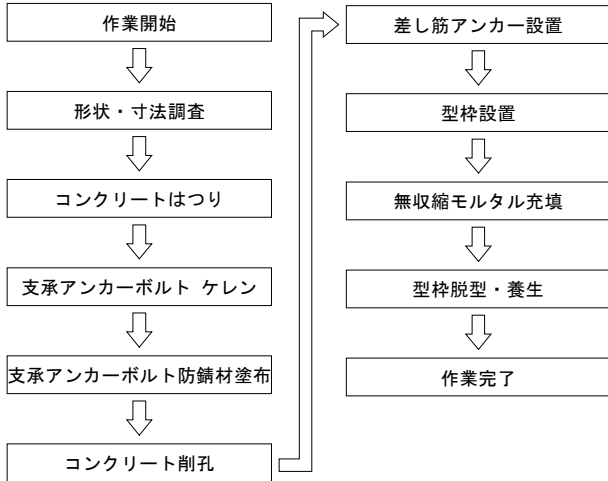 作業開始
形状・寸法調査
コンクリートはつり
支承アンカーボルト ケレン
支承アンカーボルト防錆材塗布
コンクリート削孔
差し筋アンカー設置
型枠設置
無収縮モルタル充填
型枠脱型・養生
作業完了